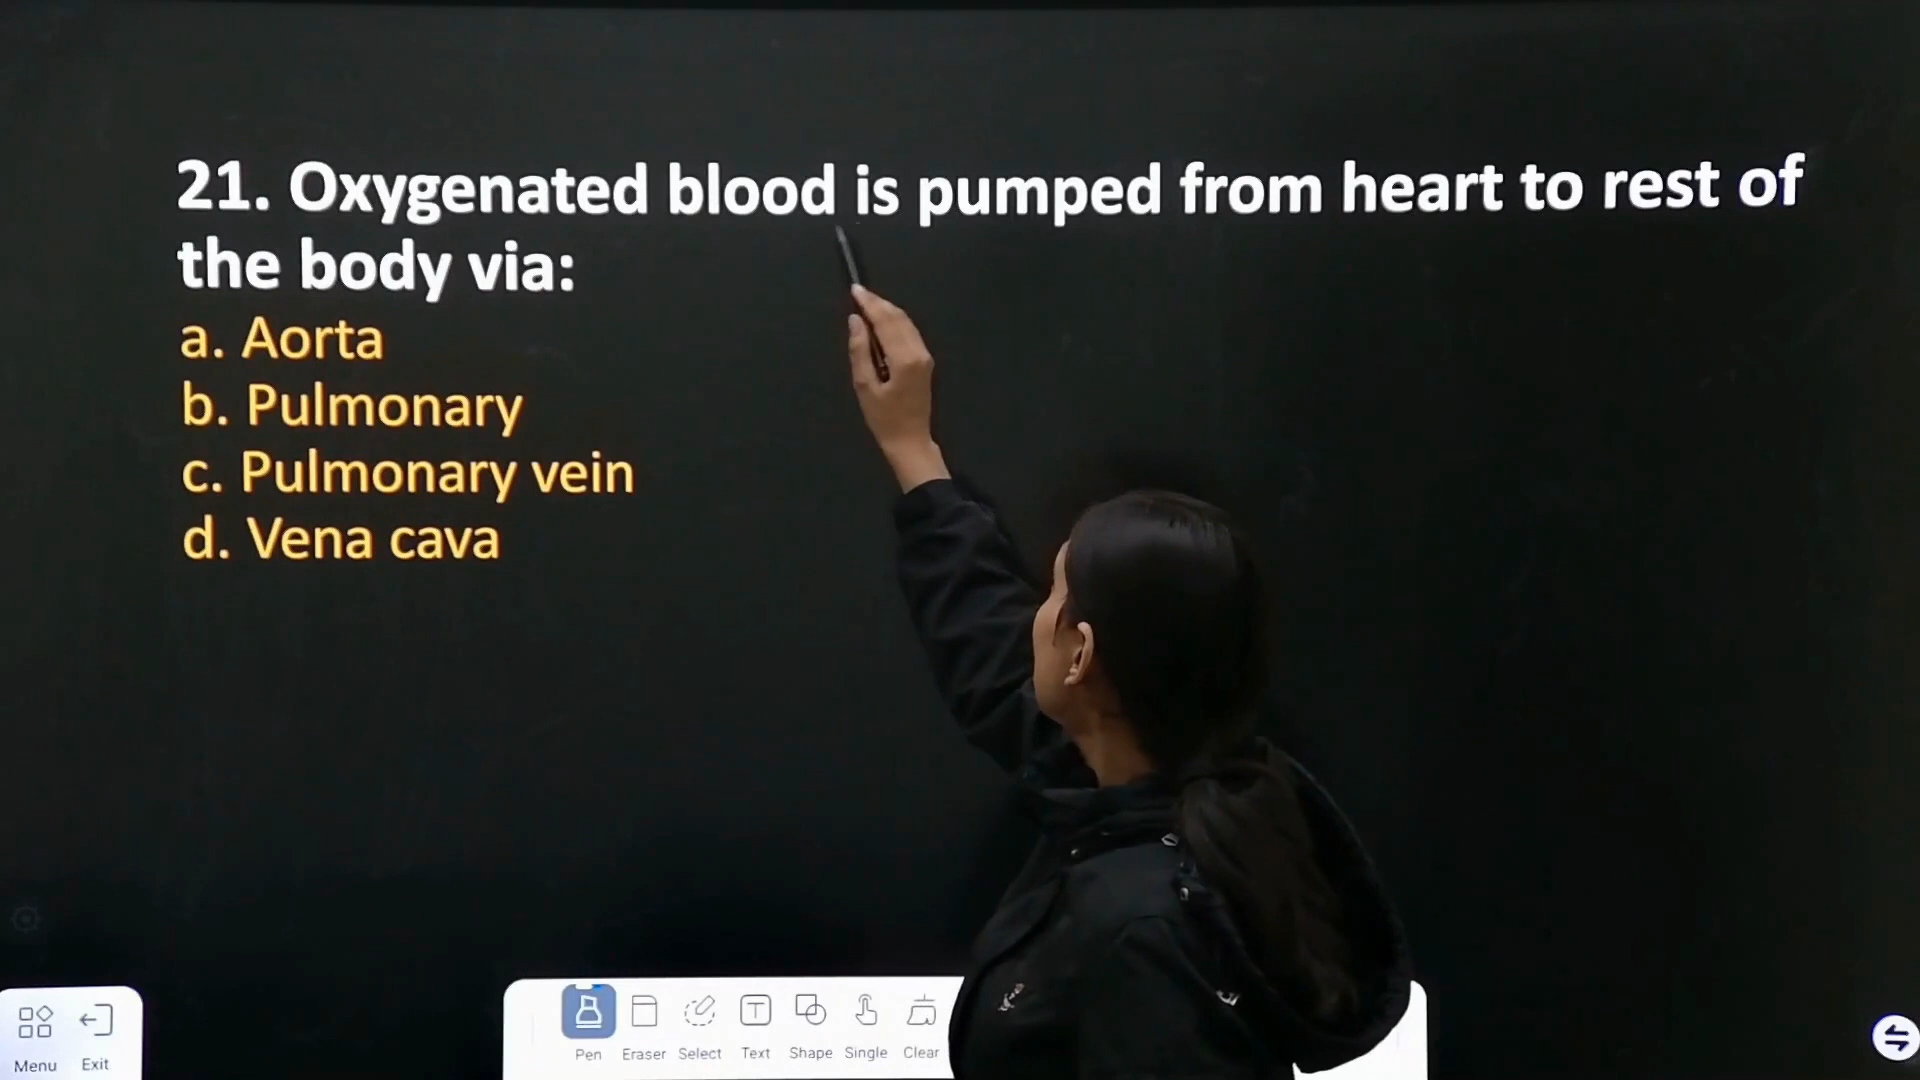 21. Oxygenated blood is pumped from heart to rest of
the body via:
a. Aorta
b. Pulmonary
c. Pulmonary vein
d. Vena cava
Menu
Exit
Pen
Eraser
Select
Text
Shape
Single
Clear